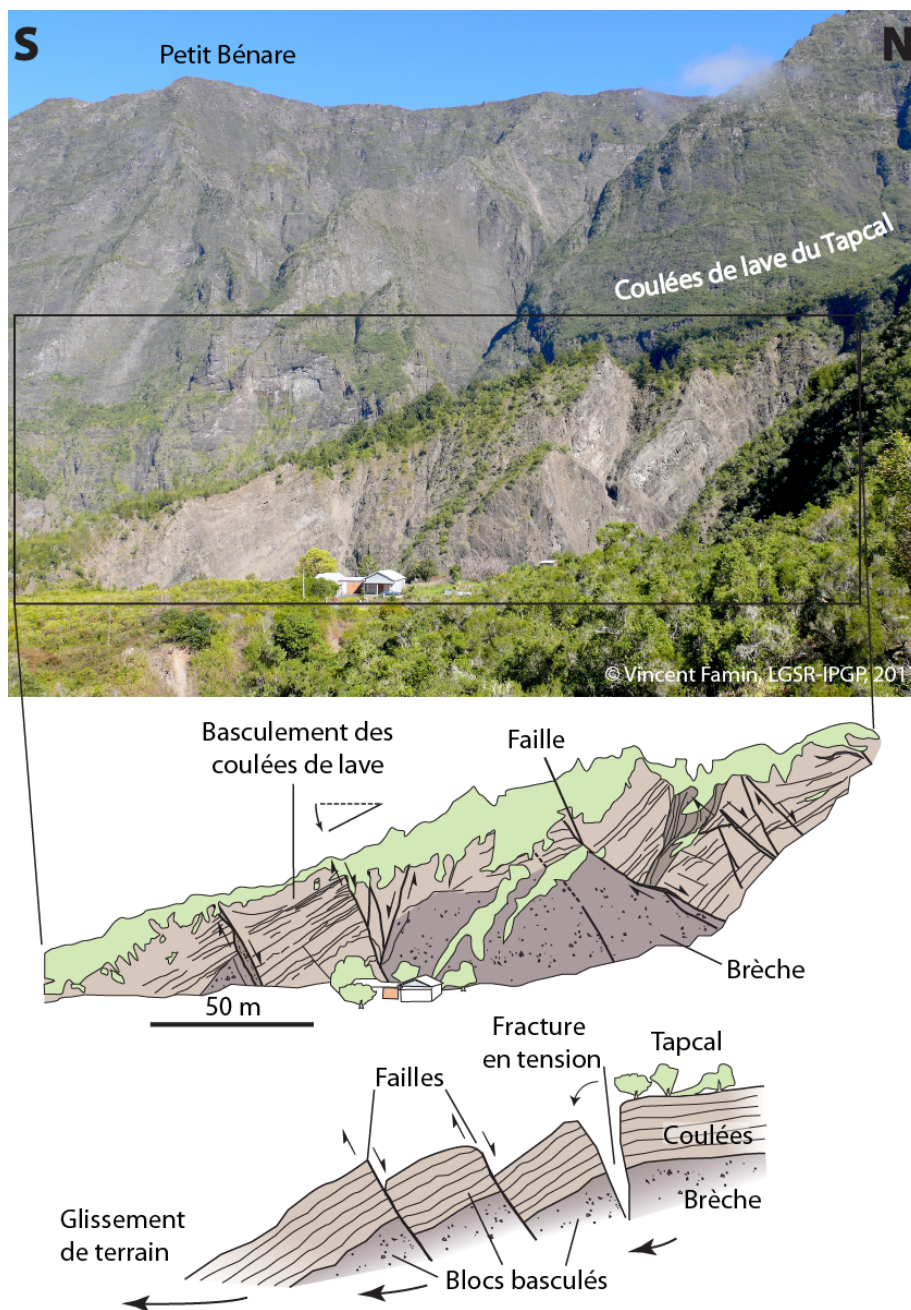 S
N
Petit Bénare
Coulées de lave du Tapcal
© Vincent Famin, LGSR-IPGP, 201
Basculement des
coulées de lave
Faille
Brèche
50 m
Fracture
en tension
Tapcal
Failles
Coulées
Brèche
Glissement
de terrain
Blocs basculés